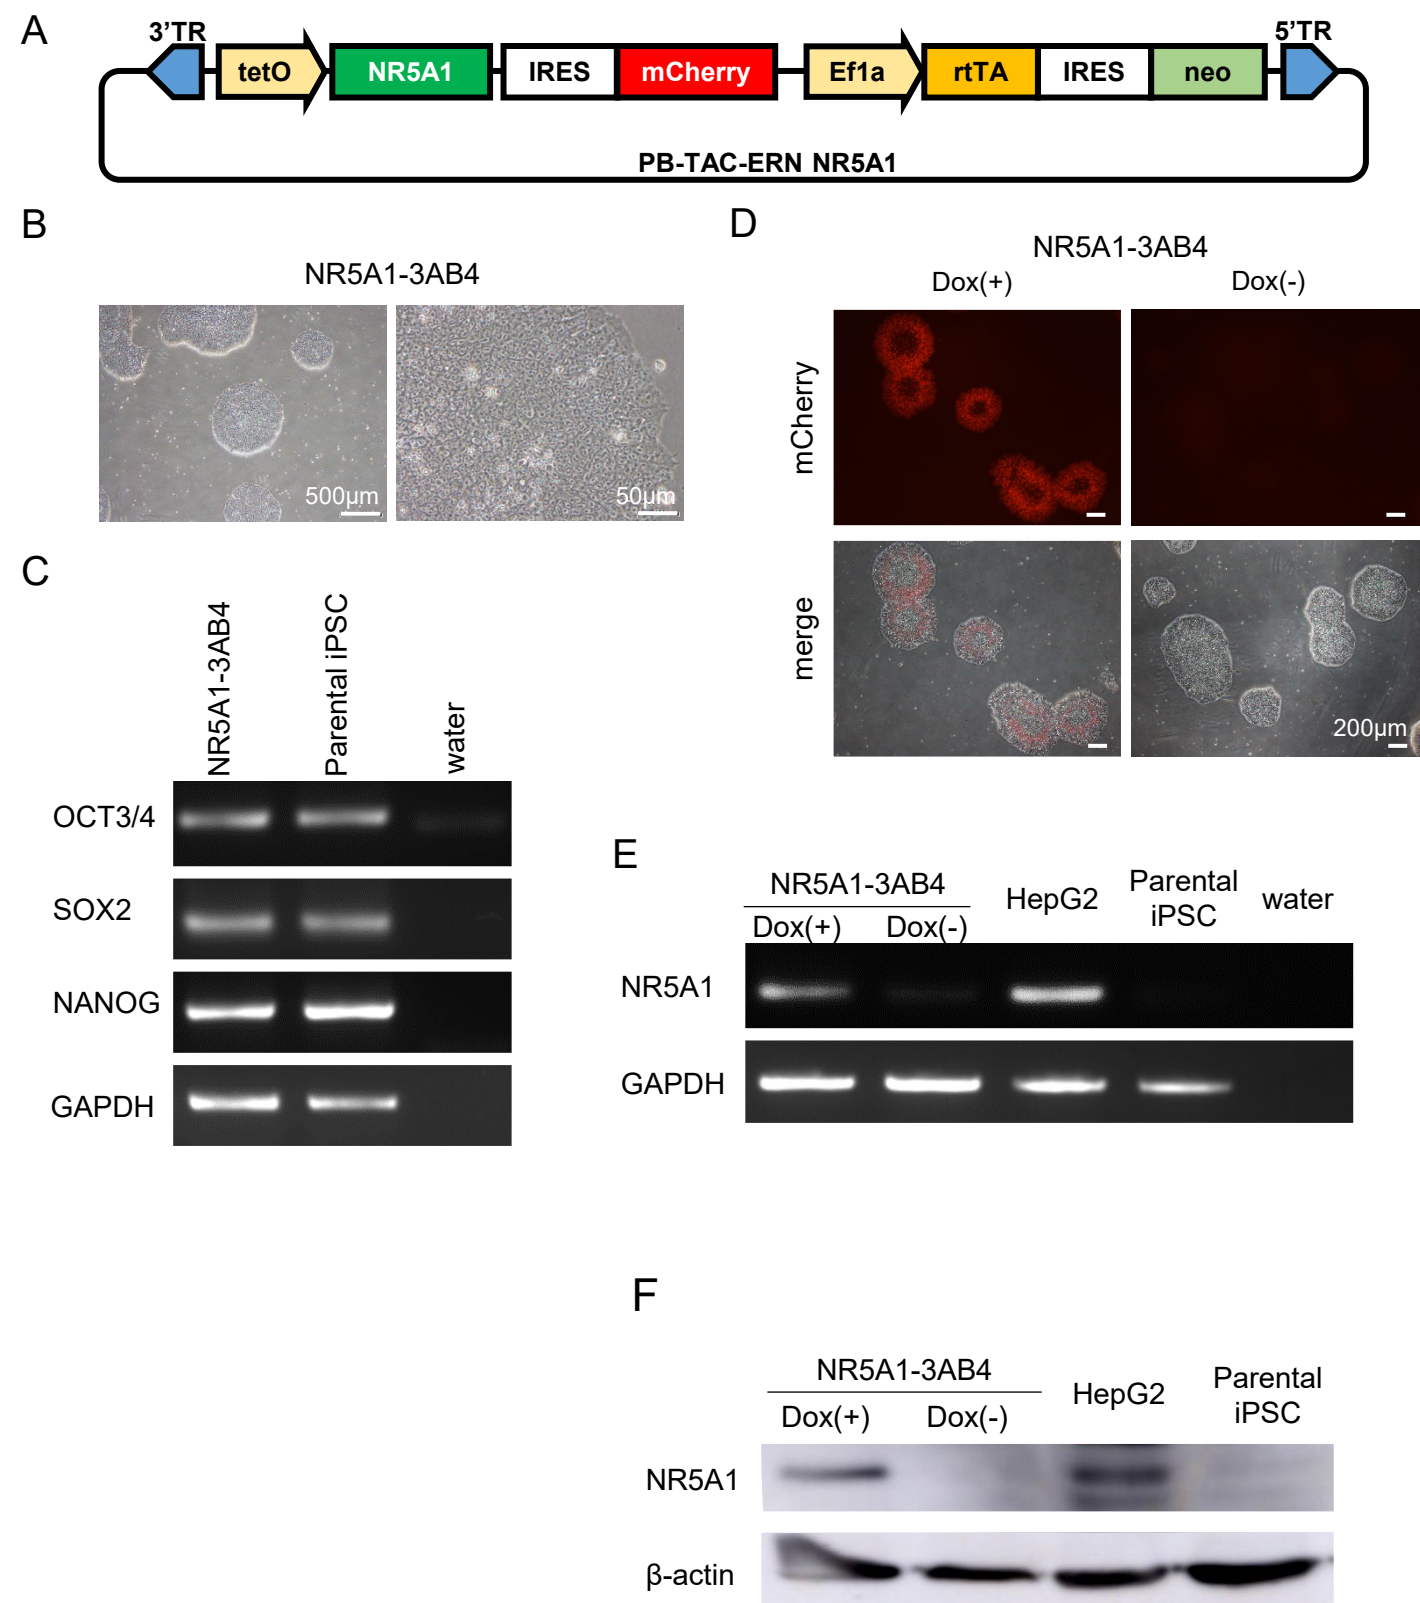 A
3'TR
5'TR
tetO NR5A1 IRES mCherry Ef1a rtTA IRES neo
PB-TAC-ERN NR5A1
B
NR5A1-3AB4
500μm
50μm
C
NR5A1-3AB4
Parental iPSC
water
OCT3/4
SOX2
NANOG
GAPDH
D
NR5A1-3AB4
Dox(+)
Dox(-)
mCherry
merge
200μm
E
NR5A1-3AB4
Dox(+)
Dox(-)
HepG2
Parental
iPSC
water
NR5A1
GAPDH
F
NR5A1-3AB4
Dox(+)
Dox(-)
HepG2
Parental
iPSC
NR5A1
β-actin